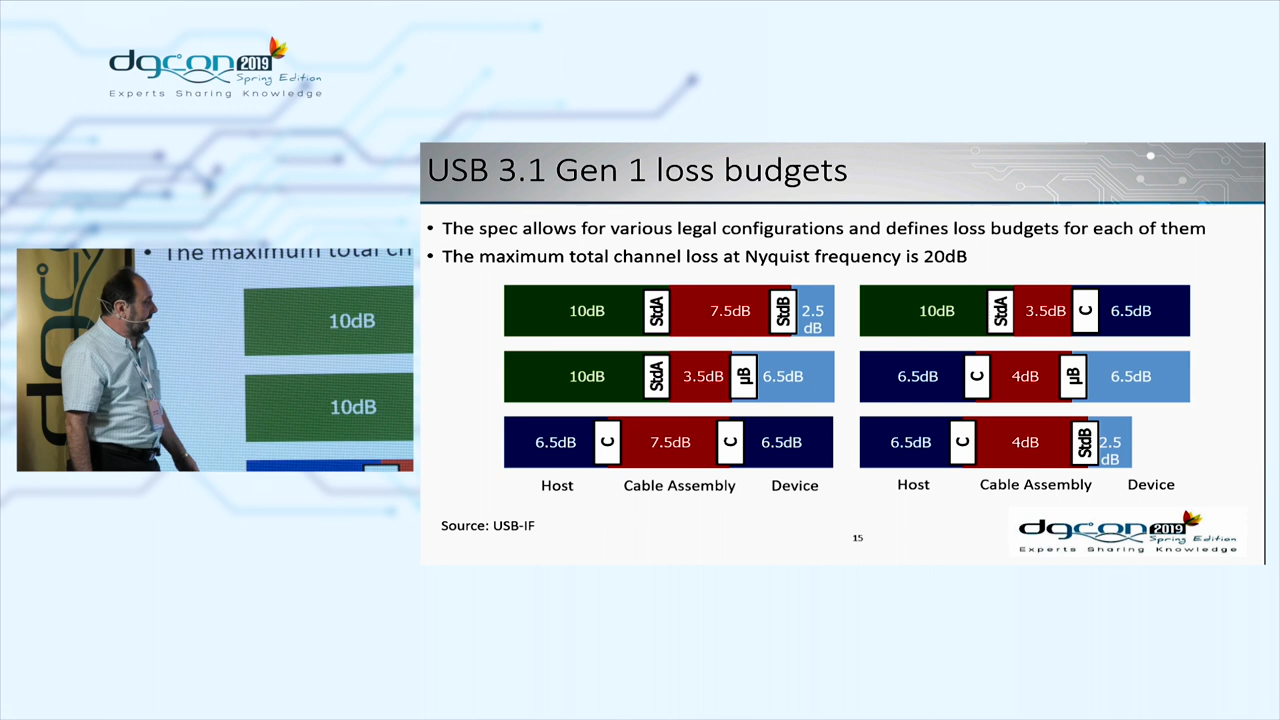 dgcon 2019
Spring Edition
Experts Sharing Knowledge
USB 3.1 Gen 1 loss budgets
• The spec allows for various legal configurations and defines loss budgets for each of them
• The maximum total channel loss at Nyquist frequency is 20dB
• The maximum total ch
10dB
10dB
10dB StdA 7.5dB StdB 2.5
dB
10dB StdA 3.5dB C 6.5dB
10dB StdA 3.5dB µB 6.5dB
6.5dB C 4dB µB 6.5dB
6.5dB C 7.5dB C 6.5dB
6.5dB C 4dB StdB 2.5
dB
Host Cable Assembly Device
Host Cable Assembly Device
Source: USB-IF
15
dgcon 2019
Spring Edition
Experts Sharing Knowledge